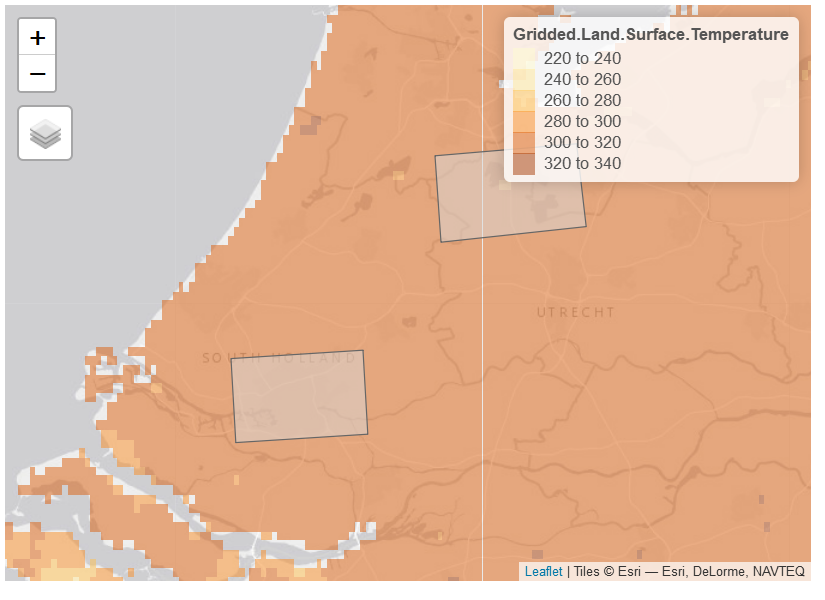 +
−
Gridded.Land.Surface.Temperature
220 to 240
240 to 260
260 to 280
280 to 300
300 to 320
320 to 340
UTRECHT
SOUTH HOLLAND
Leaflet | Tiles © Esri — Esri, DeLorme, NAVTEQ